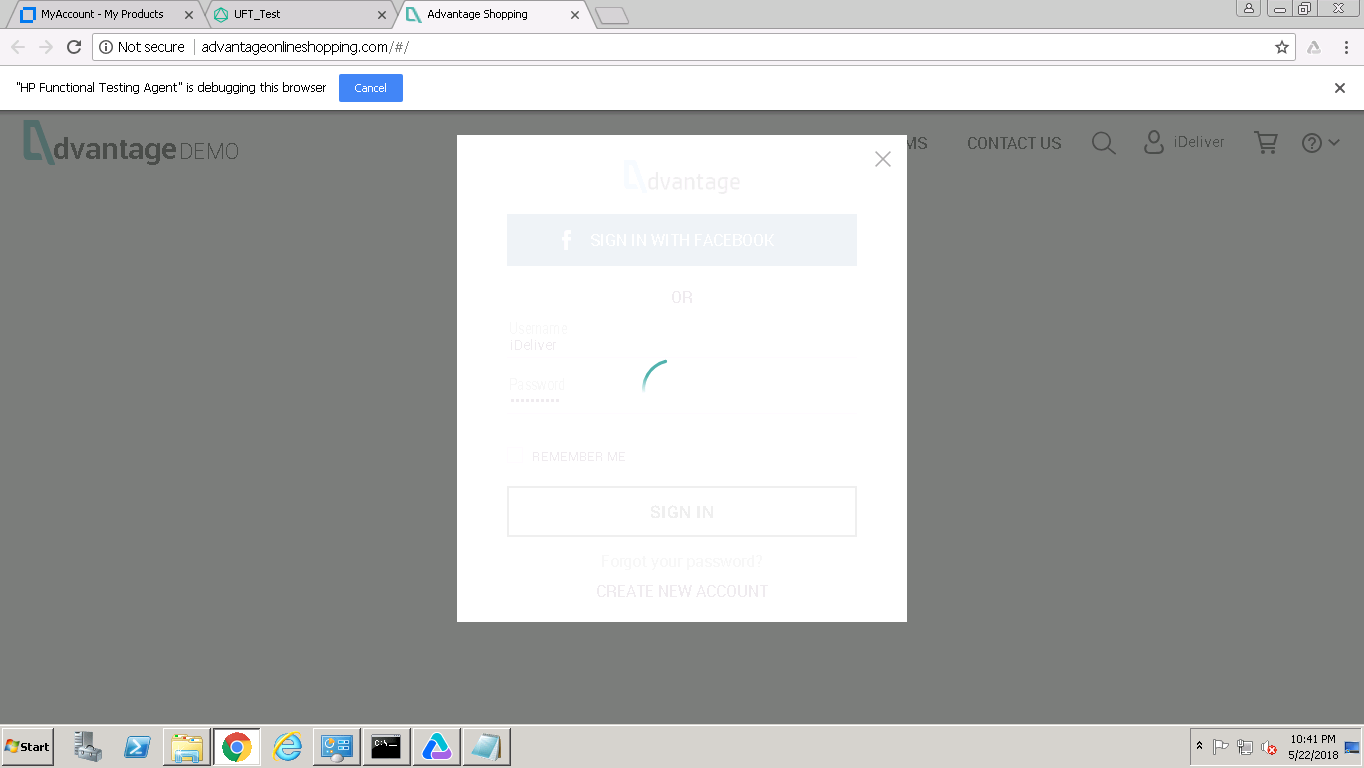 MyAccount - My Products
UFT_Test
Advantage Shopping
Not secure
advantageonlineshopping.com/#/
"HP Functional Testing Agent" is debugging this browser
Cancel
dvantage DEMO
MS
CONTACT US
iDeliver
dvantage
f SIGN IN WITH FACEBOOK
OR
Username
iDeliver
Password
REMEMBER ME
SIGN IN
Forgot your password?
CREATE NEW ACCOUNT
Start
C:\_
10:41 PM
5/22/2018